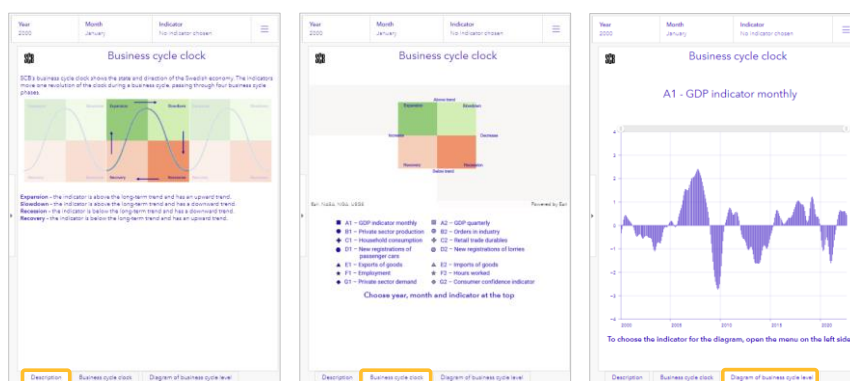 Year Month Indicator
2000 January No indicator chosen
Business cycle clock
SCB's business cycle clock shows the state and direction of the Swedish economy. The indicators
move one revolution of the clock during a business cycle, passing through four business cycle
phases.
Expansion Slowdown
Recovery Recession
Expansion - the indicator is above the long-term trend and has an upward trend.
Slowdown - the indicator is above the long-term trend and has a downward trend.
Recession - the indicator is below the long-term trend and has a downward trend.
Recovery - the indicator is below the long-term trend and has an upward trend.
Description Business cycle clock Diagram of business cycle level
Year Month Indicator
2000 January No indicator chosen
Business cycle clock
Above trend
Expansion Slowdown
Increase Decrease
Recovery Recession
Below trend
Esri, NASA, NGA, USGS Powered by Esri
A1 - GDP indicator monthly A2 - GDP quarterly
B1 - Private sector production B2 - Orders in industry
C1 - Household consumption C2 - Retail trade durables
D1 - New registrations of D2 - New registrations of lorries
passenger cars
E1 - Exports of goods E2 - Imports of goods
F1 - Employment F2 - Hours worked
G1 - Private sector demand G2 - Consumer confidence indicator
Choose year, month and indicator at the top
Description Business cycle clock Diagram of business cycle level
Year Month Indicator
2000 January No indicator chosen
Business cycle clock
A1 - GDP indicator monthly
4
3
2
1
0
-1
-2
-3
-4
2000 2005 2010 2015 2020
To choose the indicator for the diagram, open the menu on the left side
Description Business cycle clock Diagram of business cycle level